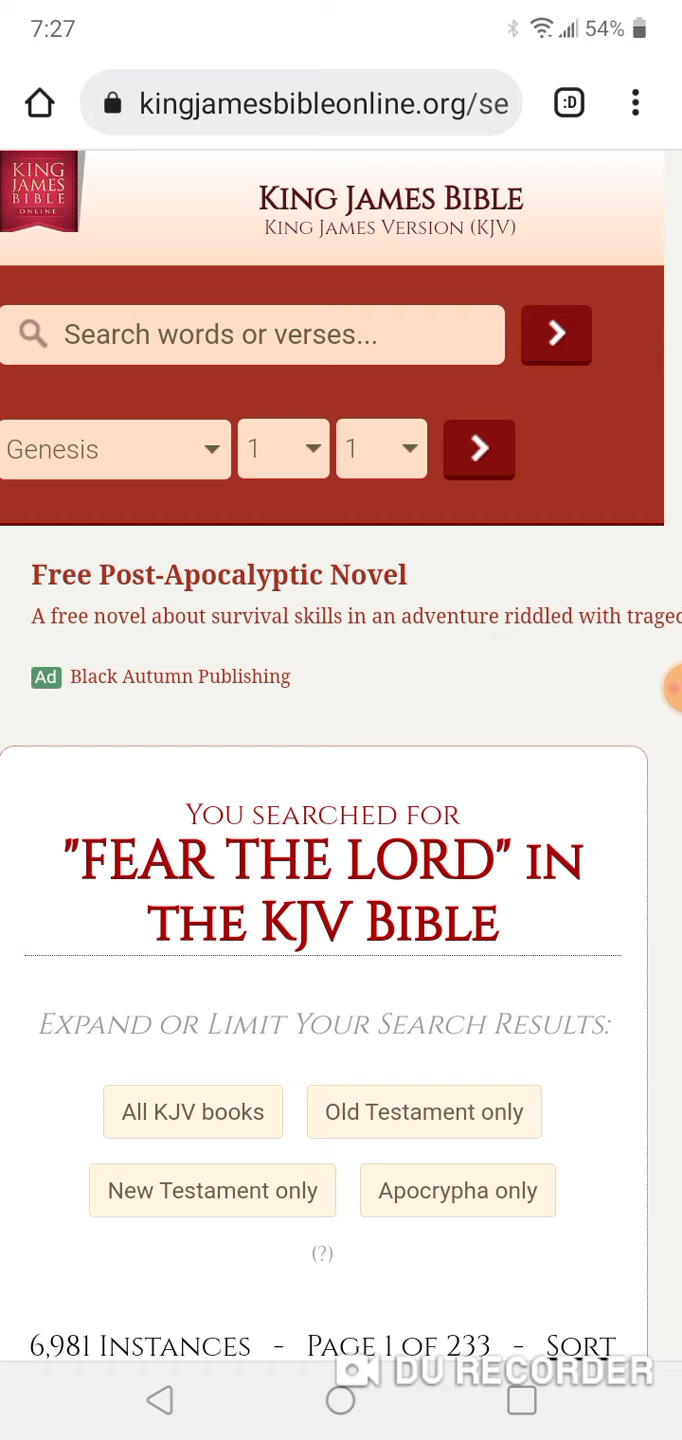 7:27
54%
kingjamesbibleonline.org/se
:D
KING
JAMES
BIBLE
ONLINE
King James Bible
King James Version (KJV)
Search words or verses...
Genesis
1
1
Free Post-Apocalyptic Novel
A free novel about survival skills in an adventure riddled with traged
Ad Black Autumn Publishing
You searched for
"FEAR THE LORD" in
the KJV Bible
Expand or Limit Your Search Results:
All KJV books
Old Testament only
New Testament only
Apocrypha only
(?)
6,981 Instances - Page 1 of 233 - Sort
DU RECORDER